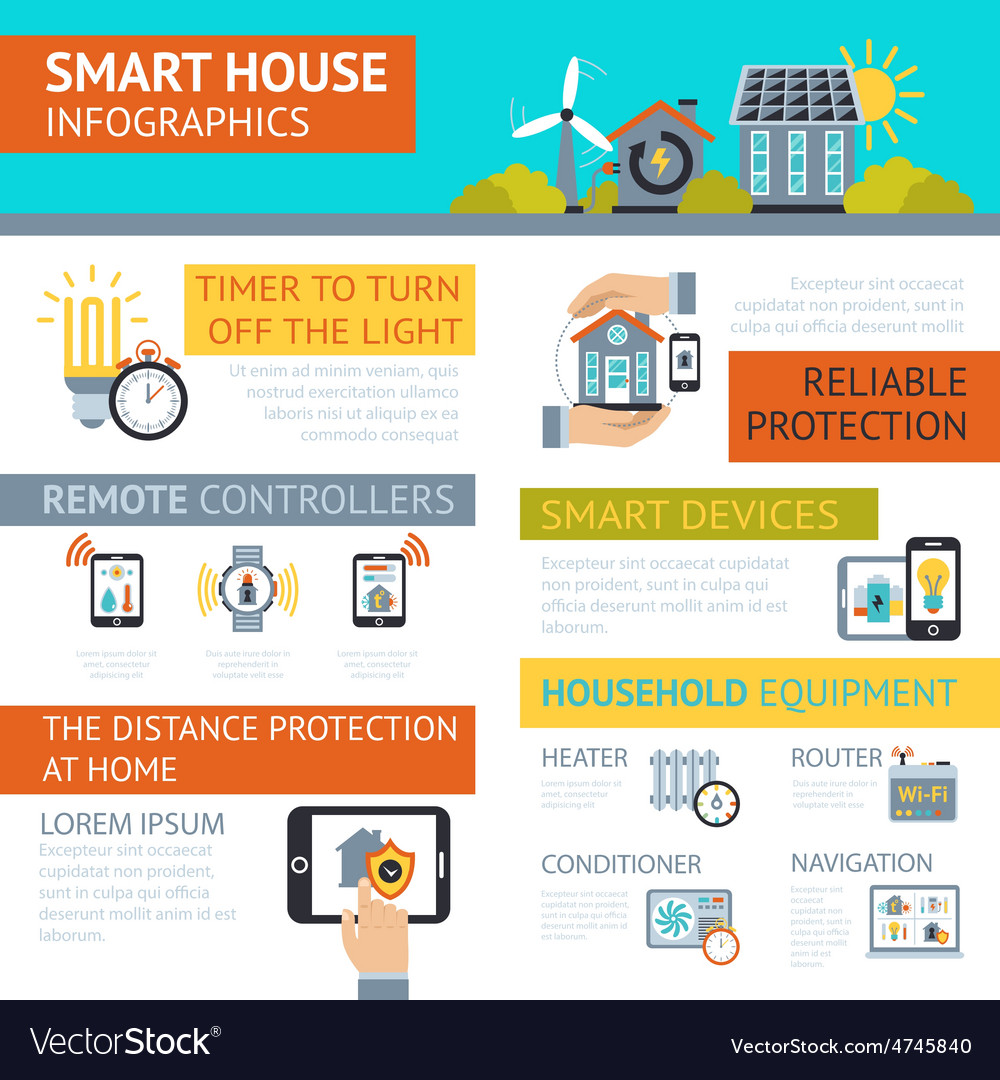 SMART HOUSE
INFOGRAPHICS
TIMER TO TURN
OFF THE LIGHT
Ut enim ad minim veniam, quis
nostrud exercitation ullamco
laboris nisi ut aliquip ex ea
commodo consequat
Excepteur sint occaecat
cupidatat non proident, sunt in
culpa qui officia deserunt mollit
RELIABLE
PROTECTION
REMOTE CONTROLLERS
t°
Lorem ipsum dolor sit
amet, consectetur
adipisicing elit
Duis aute irure dolor in
reprehenderit in
voluptate velit esse
Lorem ipsum dolor sit
amet, consectetur
adipisicing elit
SMART DEVICES
Excepteur sint occaecat cupidatat
non proident, sunt in culpa qui
officia deserunt mollit anim id est
laborum.
THE DISTANCE PROTECTION
AT HOME
LOREM IPSUM
Excepteur sint occaecat
cupidatat non proident,
sunt in culpa qui officia
deserunt mollit anim id est
laborum.
HOUSEHOLD EQUIPMENT
HEATER
Lorem ipsum dolor sit
amet, consectetur
adipisicing elit
ROUTER
Duis aute irure dolor in
reprehenderit in
voluptate velit esse
Wi-Fi
CONDITIONER
Excepteur sint occaecat
cupidatat non proident,
sunt in culpa qui officia
deserunt mollit anim id
est laborum.
NAVIGATION
Excepteur sint
occaecat
cupidatat non
proident, sunt in
culpa qui officia
deserunt mollit
anim id est
laborum.
t°
VectorStock®
VectorStock.com/4745840